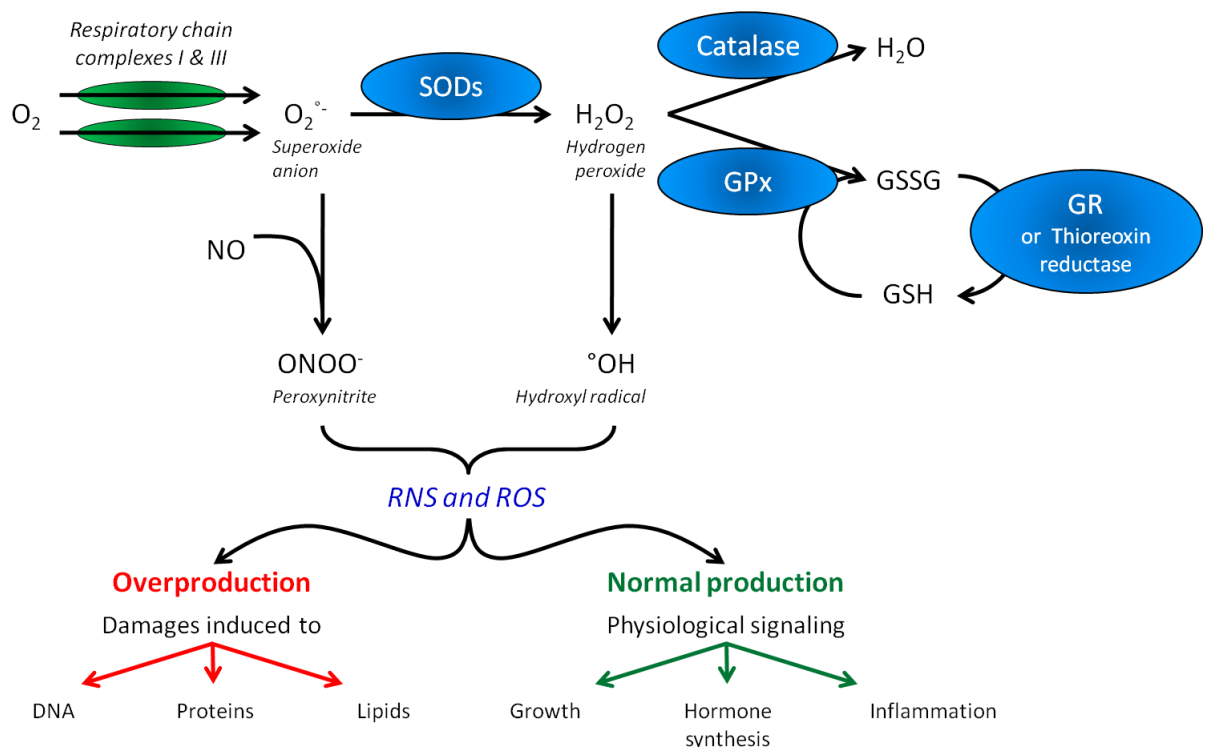 Respiratory chain
complexes I & III
O₂
O₂°⁻
Superoxide
anion
SODs
H₂O₂
Hydrogen
peroxide
Catalase
H₂O
GPx
GSSG
GR
or Thioreoxin
reductase
GSH
NO
ONOO⁻
Peroxynitrite
°OH
Hydroxyl radical
RNS and ROS
Overproduction
Damages induced to
DNA
Proteins
Lipids
Normal production
Physiological signaling
Growth
Hormone
synthesis
Inflammation